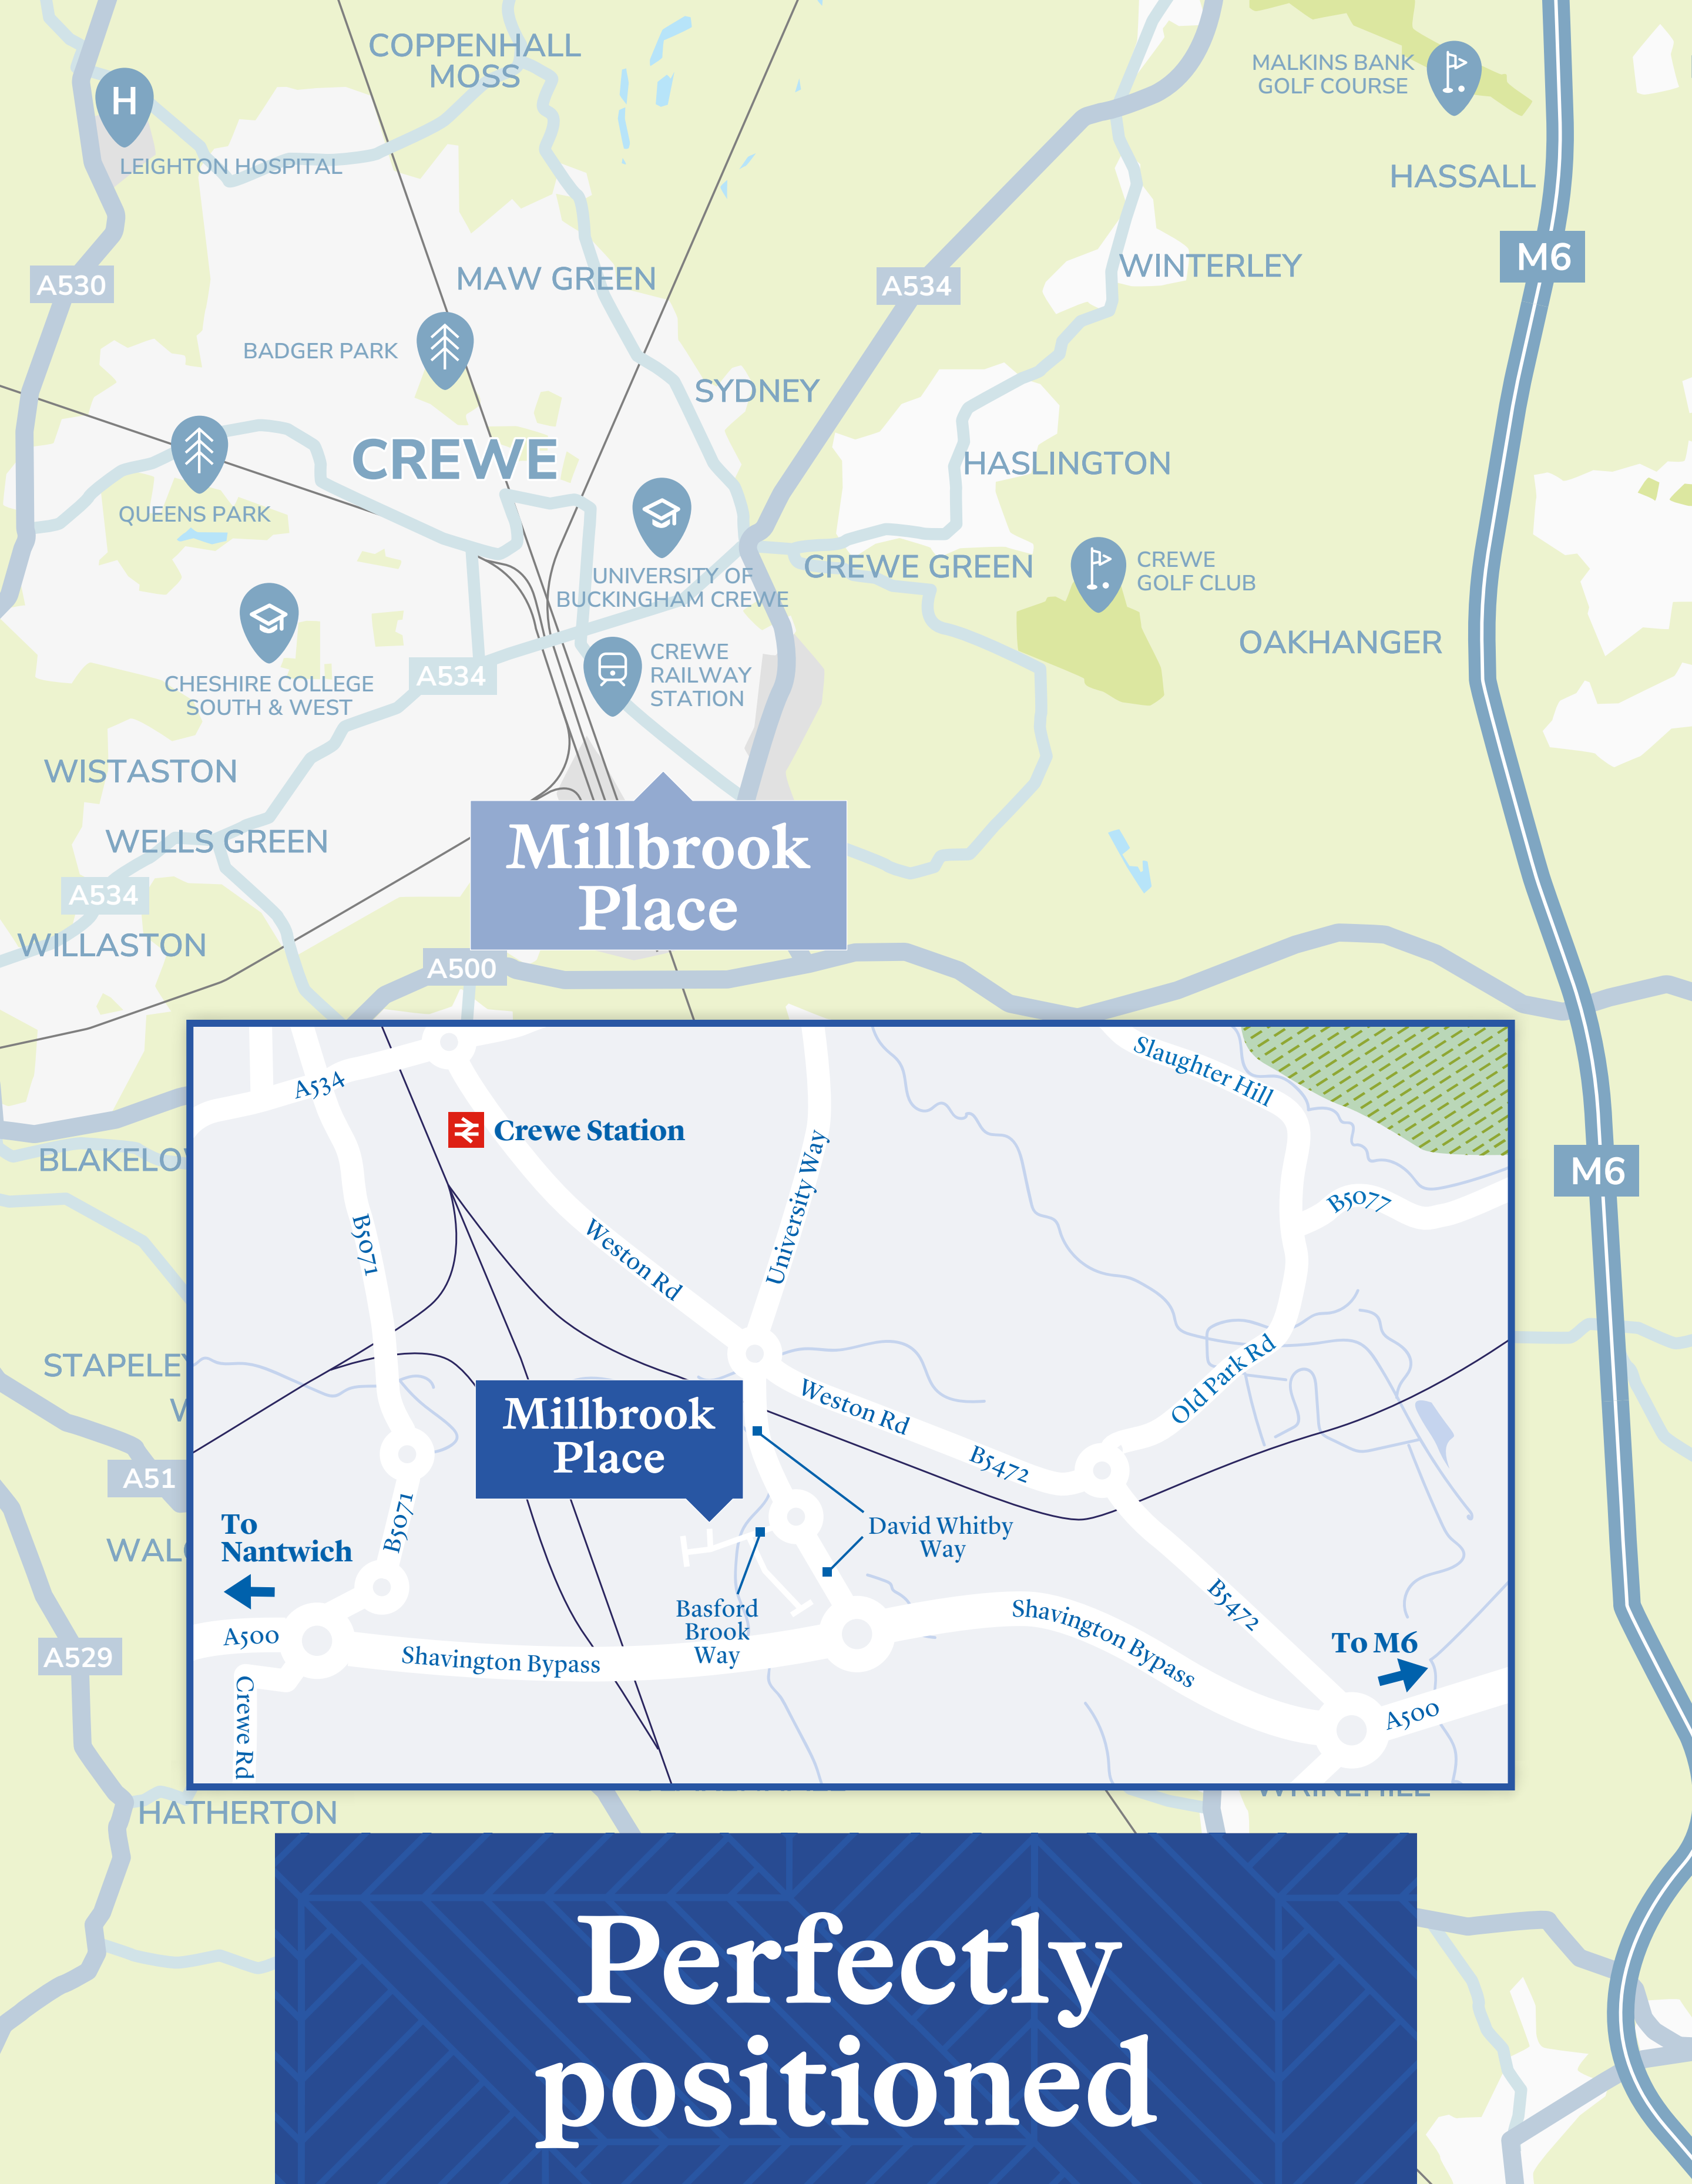 COPPENHALL
MOSS
MALKINS BANK
GOLF COURSE
H
LEIGHTON HOSPITAL
HASSALL
M6
WINTERLEY
A530
MAW GREEN
A534
BADGER PARK
SYDNEY
CREWE
HASLINGTON
QUEENS PARK
UNIVERSITY OF
BUCKINGHAM CREWE
CREWE GREEN
CREWE
GOLF CLUB
OAKHANGER
CHESHIRE COLLEGE
SOUTH & WEST
A534
CREWE
RAILWAY
STATION
WISTASTON
WELLS GREEN
Millbrook
Place
A534
WILLASTON
A500
A534
Slaughter Hill
Crewe Station
University Way
BLAKELO
M6
B5077
B5071
Weston Rd
STAPELEY
Old Park Rd
Weston Rd
B5472
Millbrook
Place
A51
B5071
To
Nantwich
David Whitby
Way
WAL
Basford
Brook
Way
Shavington Bypass
B5472
A500
Shavington Bypass
To M6
A529
Crewe Rd
A500
WRINEHILL
HATHERTON
Perfectly
positioned